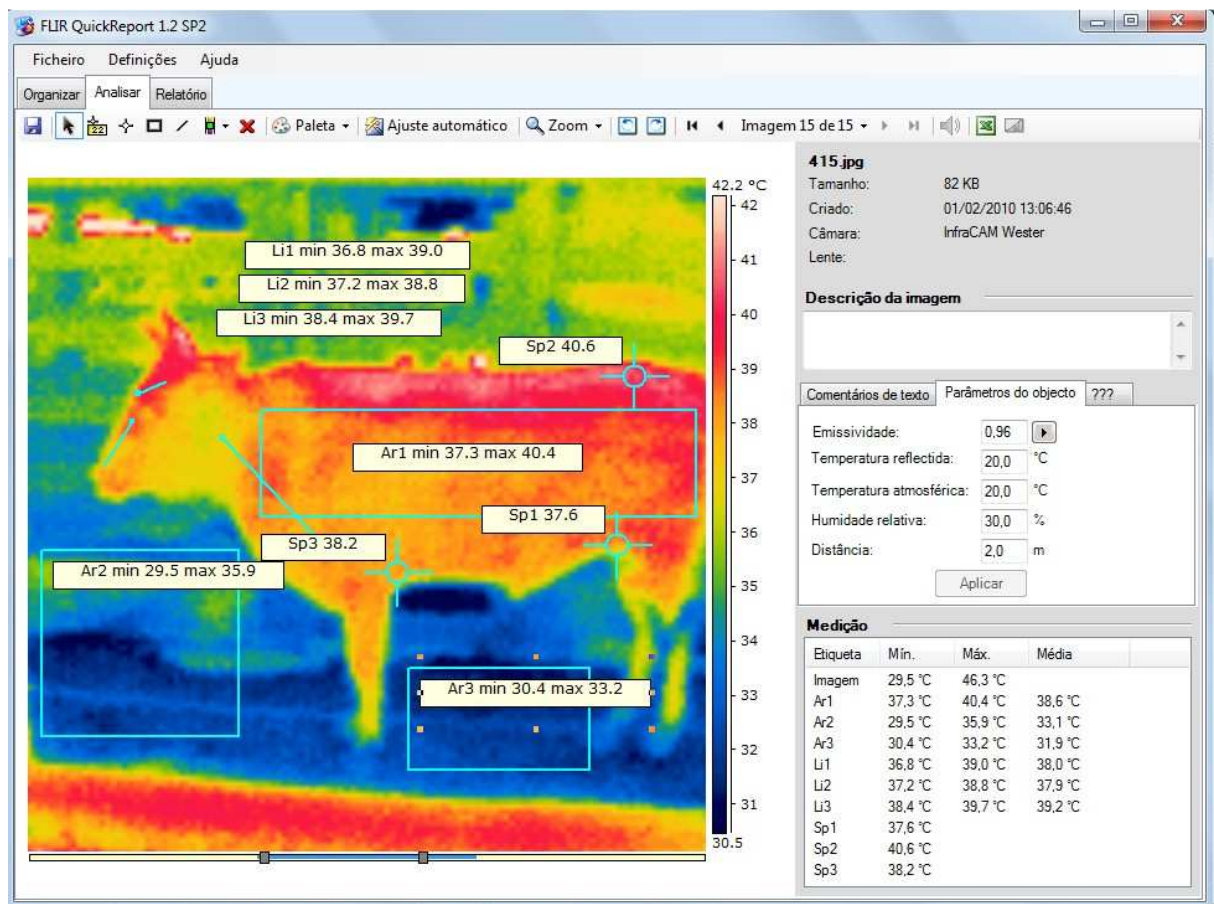 FLIR QuickReport 1.2 SP2
Ficheiro Definições Ajuda
Organizar Analisar Relatório
22 Paleta Ajuste automático Zoom Imagem 15 de 15
42.2 °C
42
41
40
39
38
37
36
35
34
33
32
31
30.5
Li1 min 36.8 max 39.0
Li2 min 37.2 max 38.8
Li3 min 38.4 max 39.7
Sp2 40.6
Ar1 min 37.3 max 40.4
Sp1 37.6
Sp3 38.2
Ar2 min 29.5 max 35.9
Ar3 min 30.4 max 33.2
415.jpg
Tamanho: 82 KB
Criado: 01/02/2010 13:06:46
Câmara: InfraCAM Wester
Lente:
Descrição da imagem
Comentários de texto Parâmetros do objecto ???
Emissividade: 0,96
Temperatura reflectida: 20,0 °C
Temperatura atmosférica: 20,0 °C
Humidade relativa: 30,0 %
Distância: 2,0 m
Aplicar
Medição
Etiqueta Mín. Máx. Média
Imagem 29,5 °C 46,3 °C
Ar1 37,3 °C 40,4 °C 38,6 °C
Ar2 29,5 °C 35,9 °C 33,1 °C
Ar3 30,4 °C 33,2 °C 31,9 °C
Li1 36,8 °C 39,0 °C 38,0 °C
Li2 37,2 °C 38,8 °C 37,9 °C
Li3 38,4 °C 39,7 °C 39,2 °C
Sp1 37,6 °C
Sp2 40,6 °C
Sp3 38,2 °C